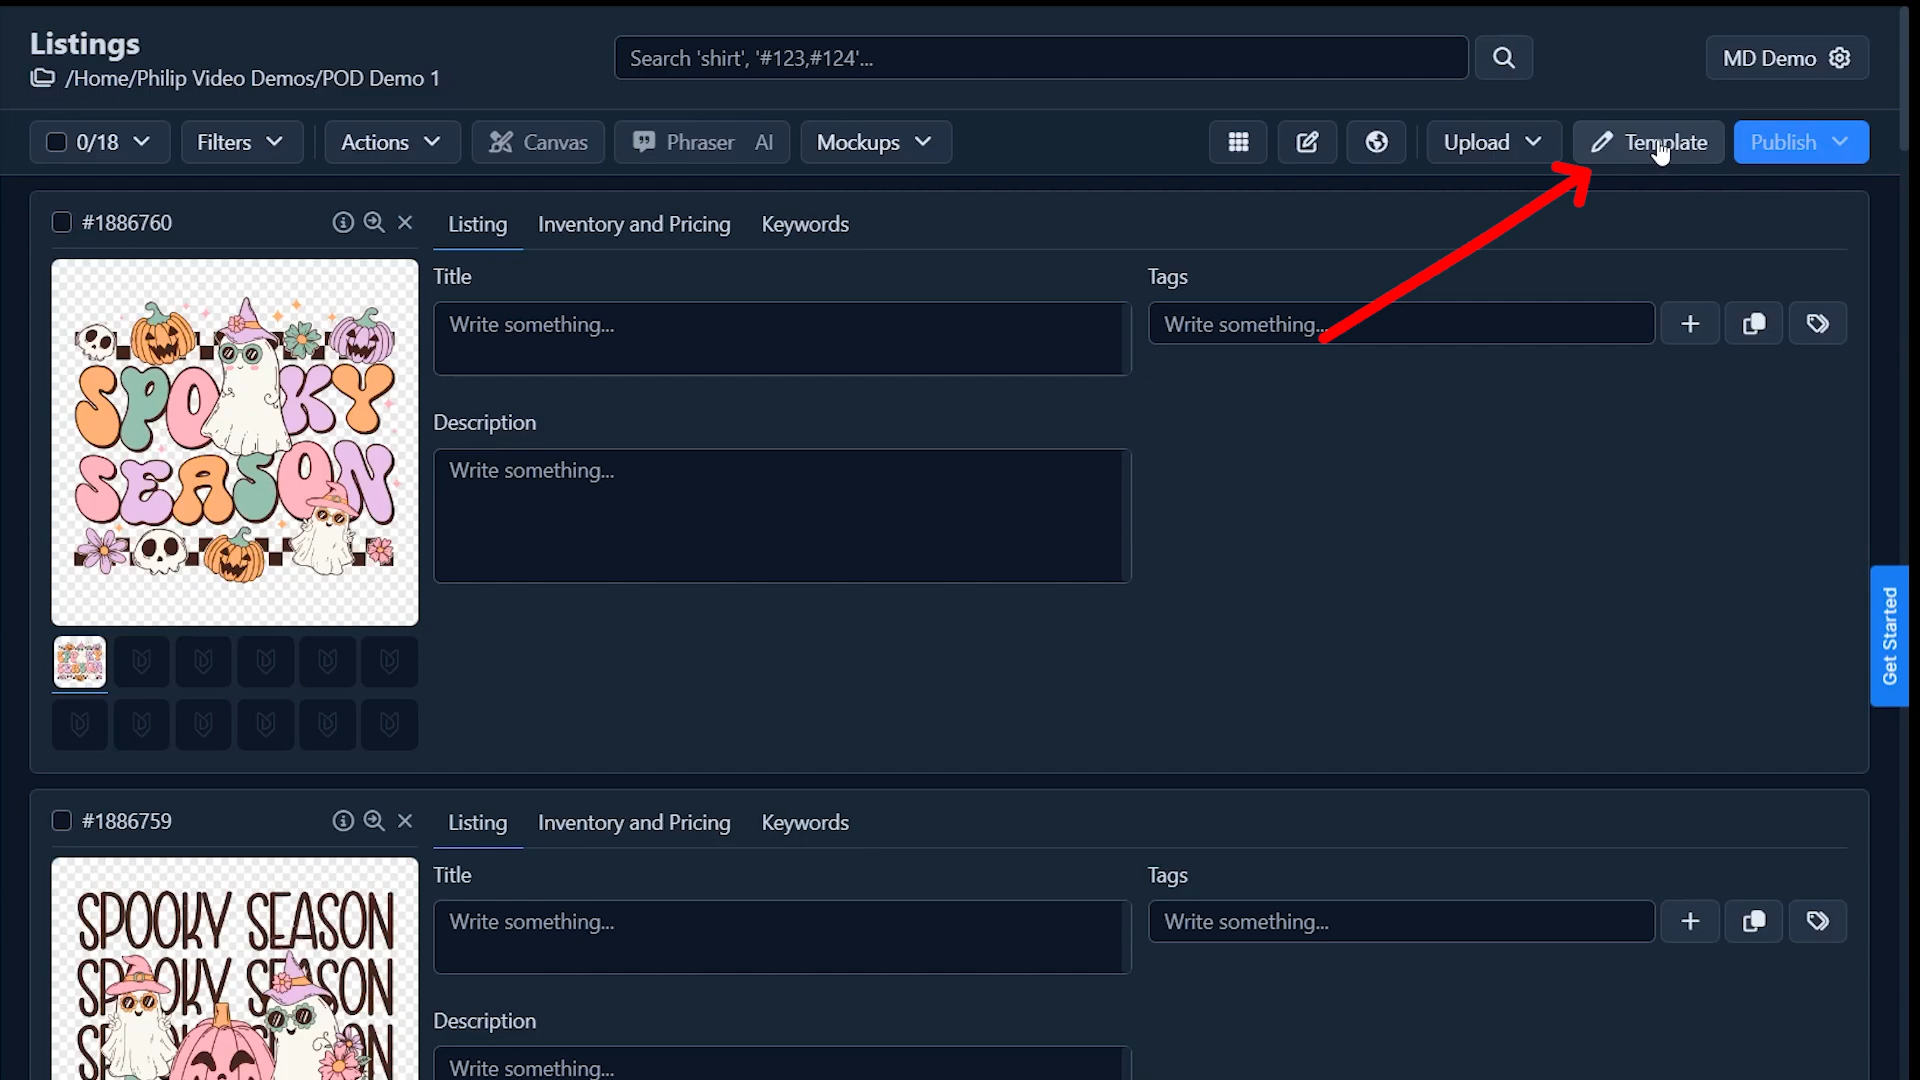 Listings
/Home/Philip Video Demos/POD Demo 1
Search 'shirt', '#123,#124'...
MD Demo
0/18
Filters
Actions
Canvas
Phraser AI
Mockups
Upload
Template
Publish
#1886760
Listing
Inventory and Pricing
Keywords
Title
Write something...
Tags
Write something...
Description
Write something...
SPOOKY
SEASON
Get Started
#1886759
Listing
Inventory and Pricing
Keywords
Title
Write something...
Tags
Write something...
Description
Write something...
SPOOKY SEASON
SPOOKY SEASON